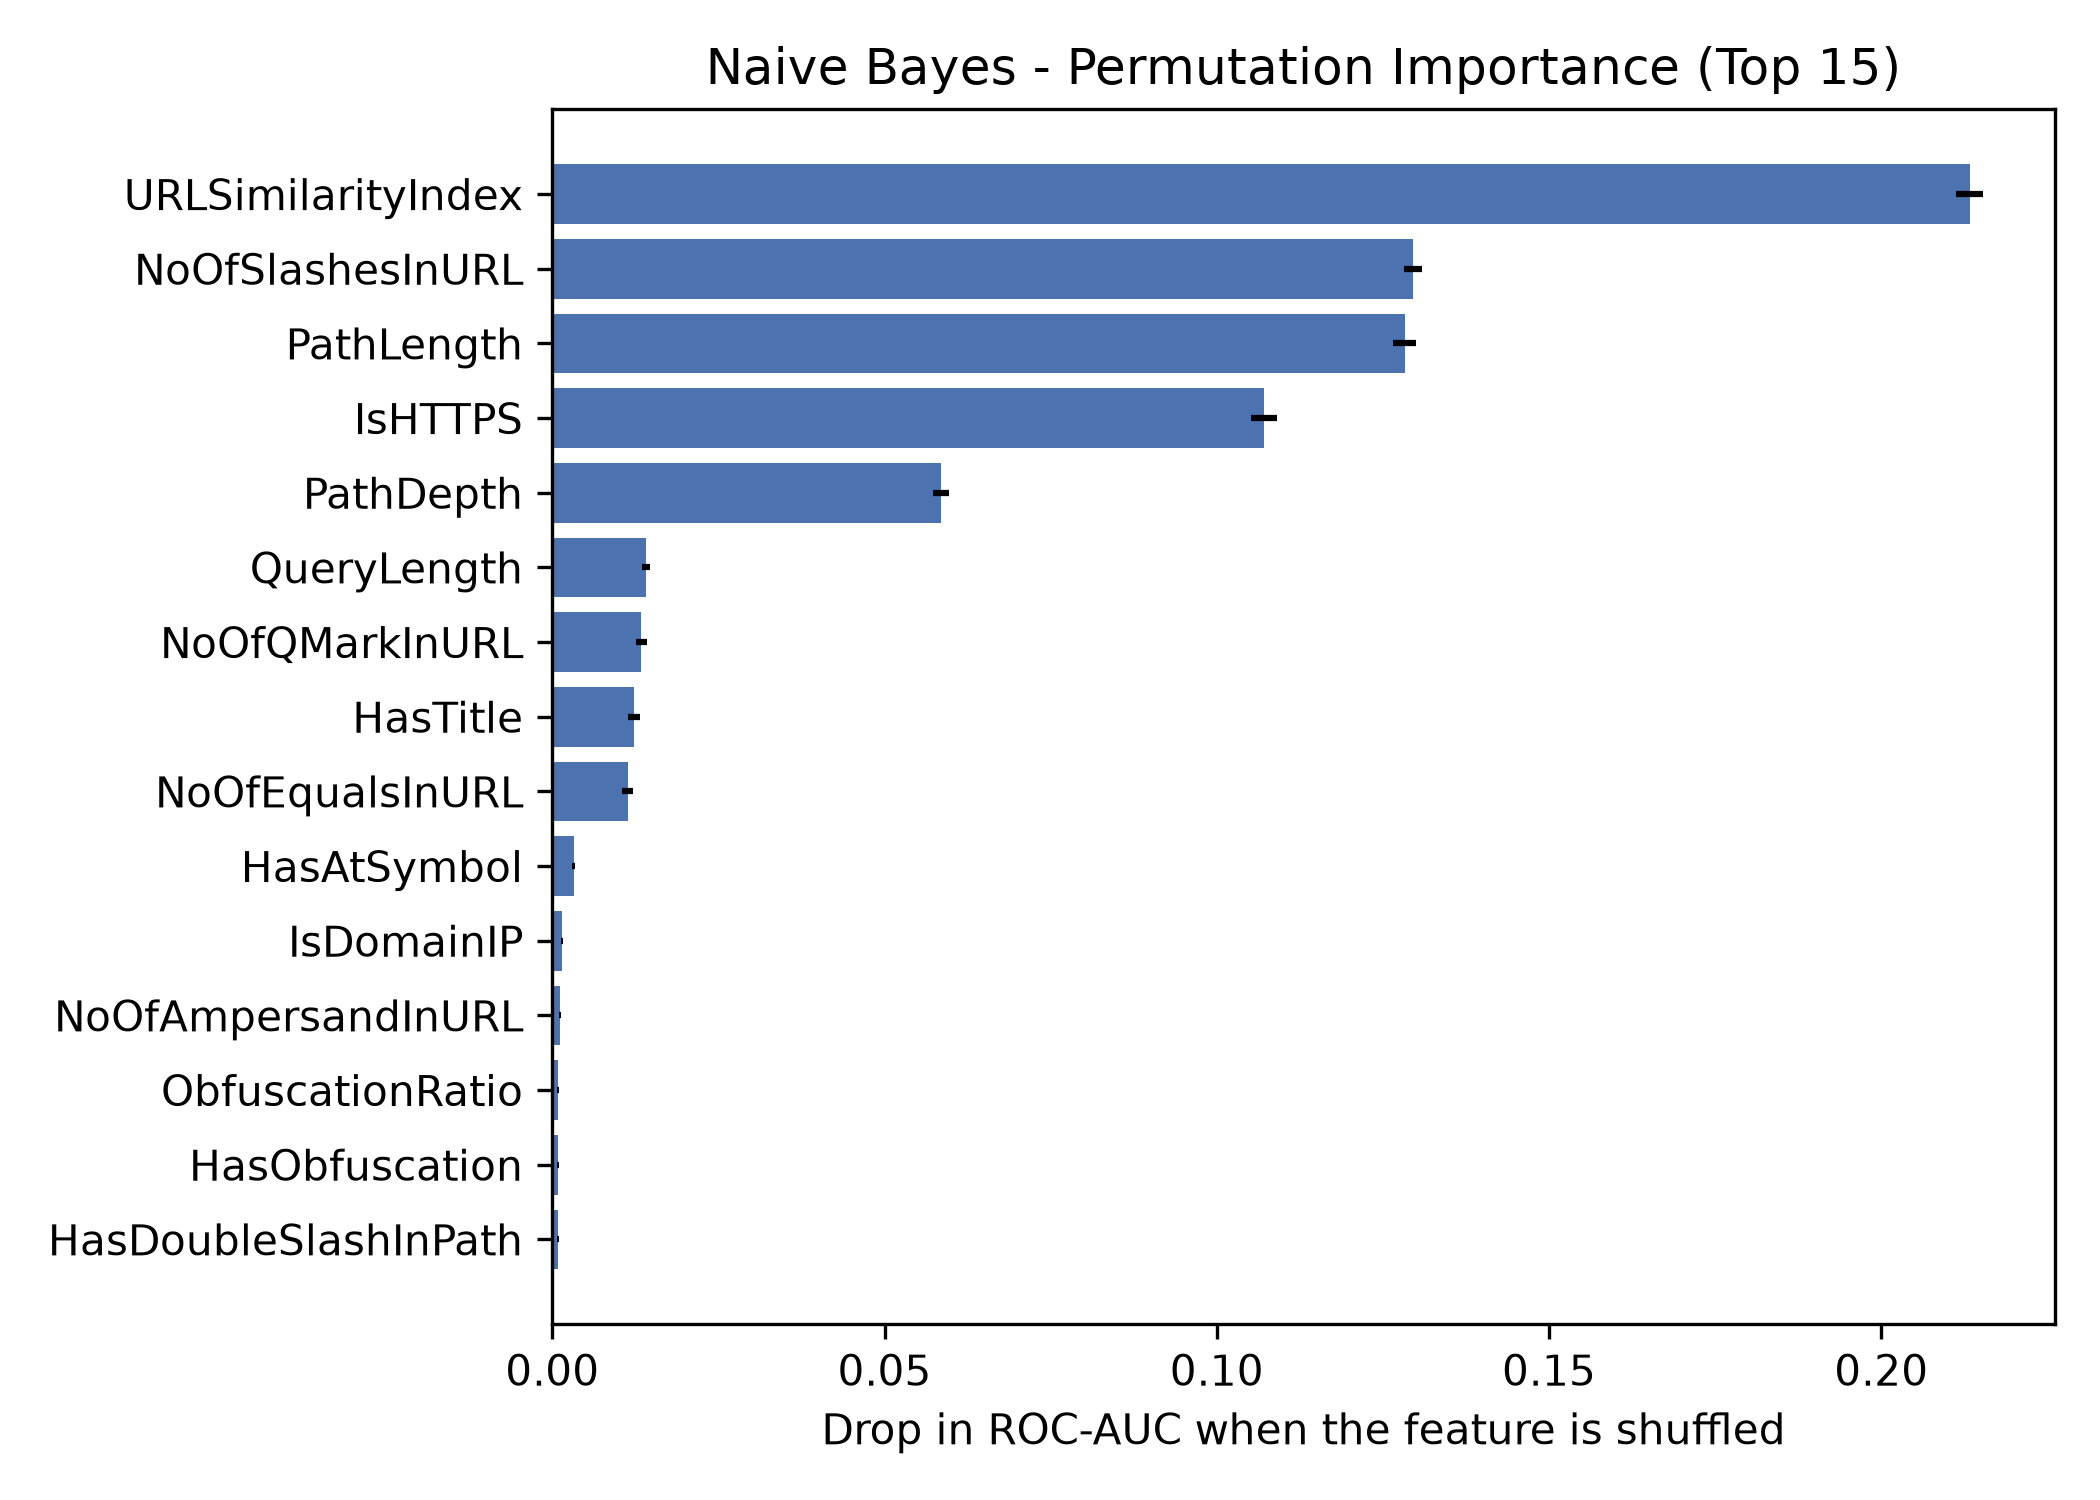 Naive Bayes - Permutation Importance (Top 15)
URLSimilarityIndex
NoOfSlashesInURL
PathLength
IsHTTPS
PathDepth
QueryLength
NoOfQMarkInURL
HasTitle
NoOfEqualsInURL
HasAtSymbol
IsDomainIP
NoOfAmpersandInURL
ObfuscationRatio
HasObfuscation
HasDoubleSlashInPath
0.00 0.05 0.10 0.15 0.20
Drop in ROC-AUC when the feature is shuffled